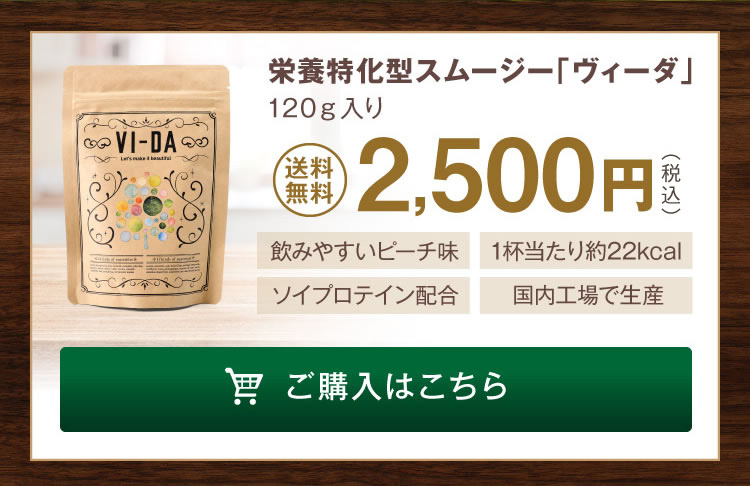 栄養特化型スムージー「ヴィーダ」
120g入り
送料
無料
2,500円
(税込)
飲みやすいピーチ味
1杯当たり約22kcal
ソイプロテイン配合
国内工場で生産
ご購入はこちら
VI-DA
Let's make it beautiful